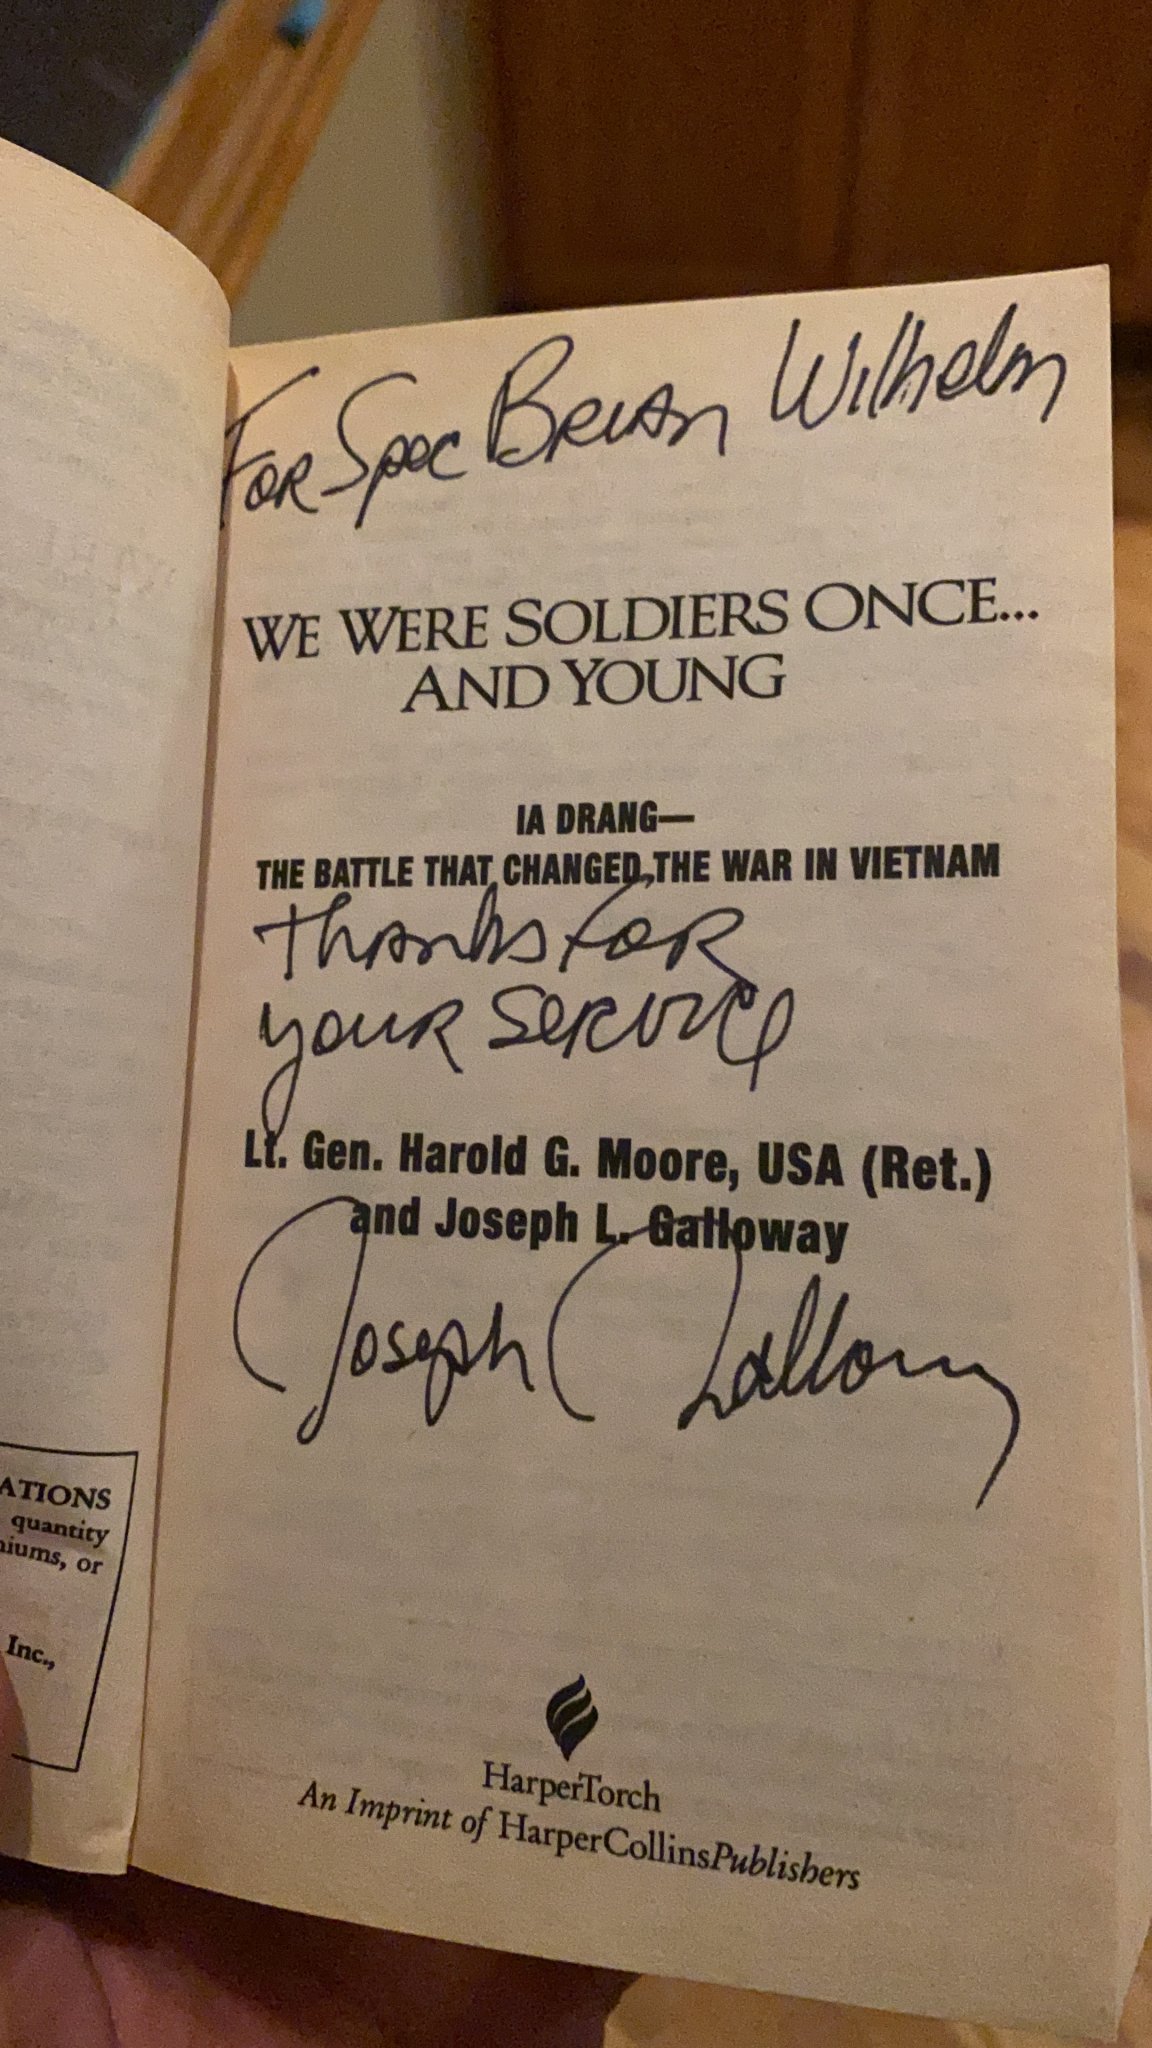 For Spec Brian Wilhelm
WE WERE SOLDIERS ONCE...
AND YOUNG
IA DRANG—
THE BATTLE THAT CHANGED THE WAR IN VIETNAM
Thanks for
your service
Lt. Gen. Harold G. Moore, USA (Ret.)
and Joseph L. Galloway
Joseph L Galloway
HarperTorch
An Imprint of HarperCollinsPublishers
ATIONS
quantity
niums, or
Inc.,